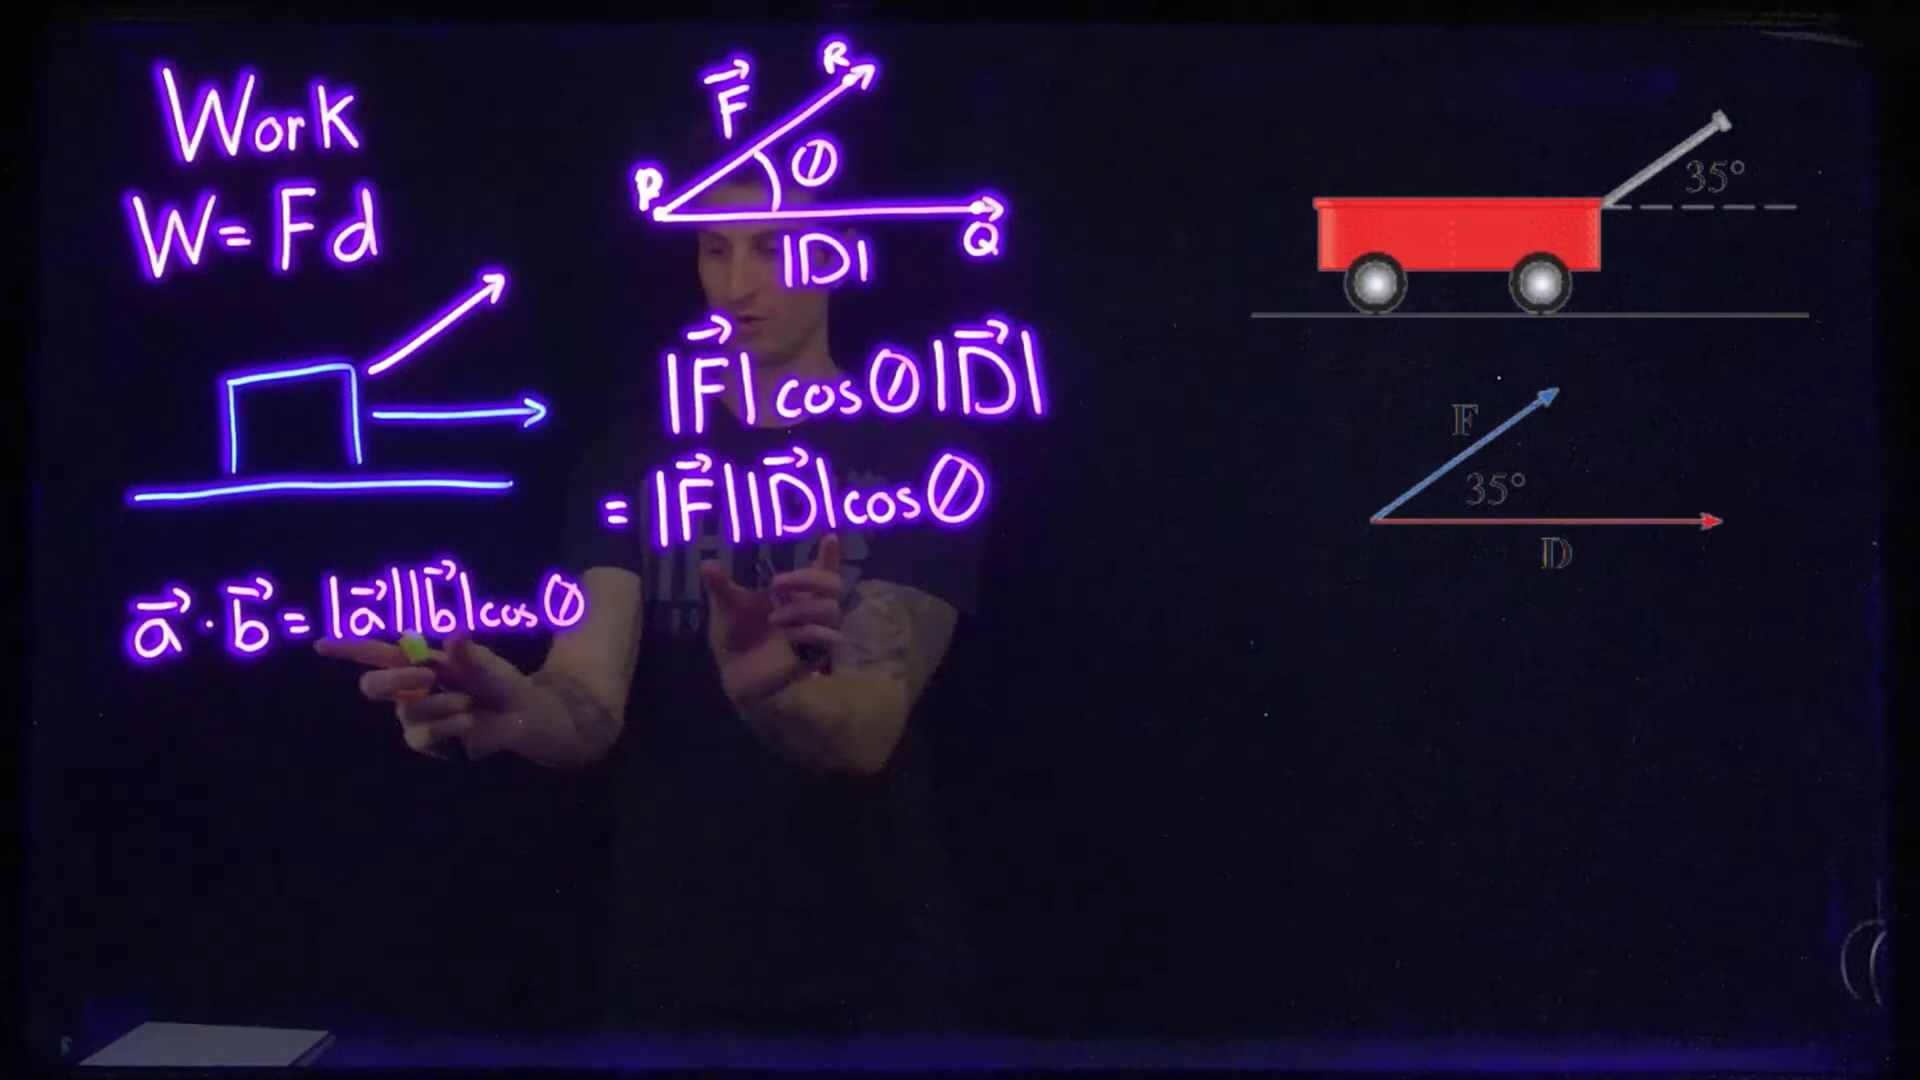 Work
W = Fd
F R
P θ
|D| Q
|F| cos θ |D|
= |F||D| cos θ
a · b = |a||b| cos θ
35°
F
35°
D